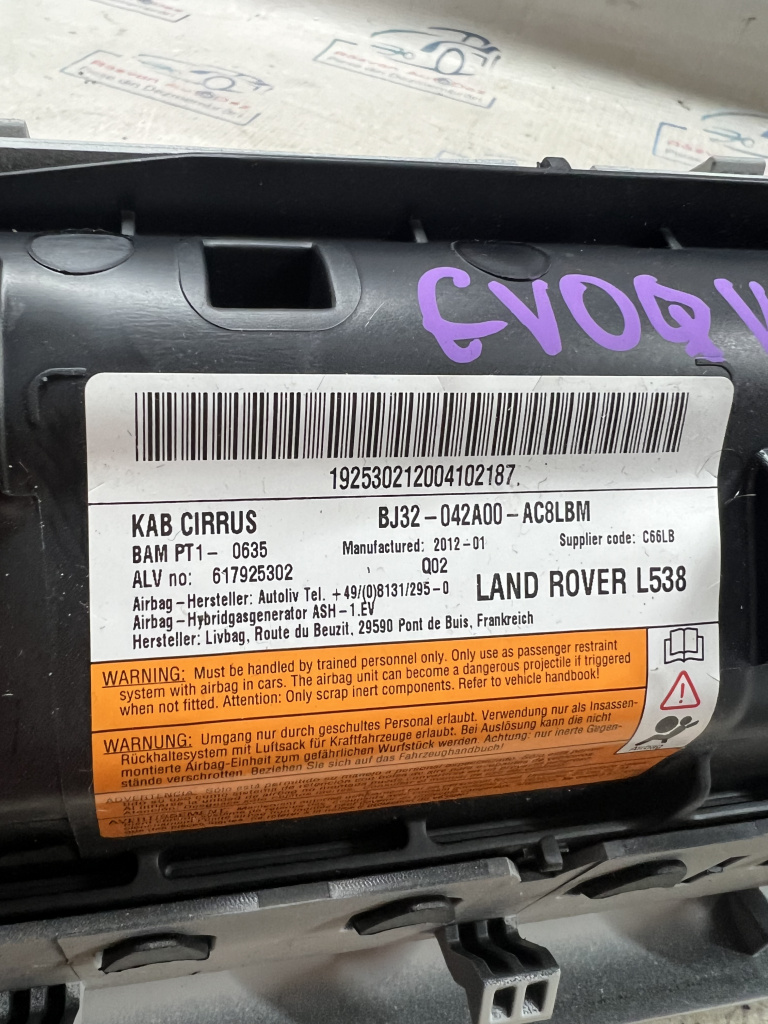 EVOQU
192530212004102187.
KAB CIRRUS
BJ32-042A00-AC8LBM
BAM PT1- 0635
Manufactured: 2012-01
Supplier code: C66LB
ALV no: 617925302
Q02
Airbag-Hersteller: Autoliv Tel. +49/(0)8131/295-0
LAND ROVER L538
Airbag-Hybridgasgenerator ASH-1.EV
Hersteller: Livbag, Route du Beuzit, 29590 Pont de Buis, Frankreich
WARNING: Must be handled by trained personnel only. Only use as passenger restraint
system with airbag in cars. The airbag unit can become a dangerous projectile if triggered
when not fitted. Attention: Only scrap inert components. Refer to vehicle handbook!
WARNUNG: Umgang nur durch geschultes Personal erlaubt. Verwendung nur als Insassen-
Rückhaltesystem mit Luftsack für Kraftfahrzeuge erlaubt. Bei Auslösung kann die nicht
montierte Airbag-Einheit zum gefährlichen Wurfstück werden. Achtung: nur inerte Gegen-
stände verschrotten. Beziehen Sie sich auf das Fahrzeughandbuch!
ADVERTENCIA:
AVERTISSEMENT:
AIRBAG